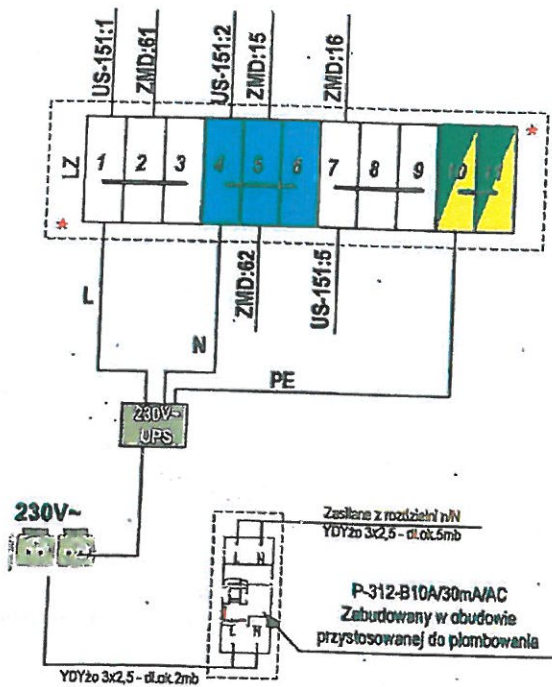 US-151:1
ZMD:61
US-151:2
ZMD:15
ZMD:16
*
LZ
1 2 3 4 5 6 7 8 9 10 11
*
ZMD:62
US-151:5
L
N
PE
230V~
UPS
230V~
Zasilane z rozdzielni nN
YDYżo 3x2,5 - dł.ok.5mb
L N
L N
P-312-B10A/30mA/AC
Zabudowany w obudowie
przystosowanej do plombowania
YDYżo 3x2,5 - dł.ok.2mb